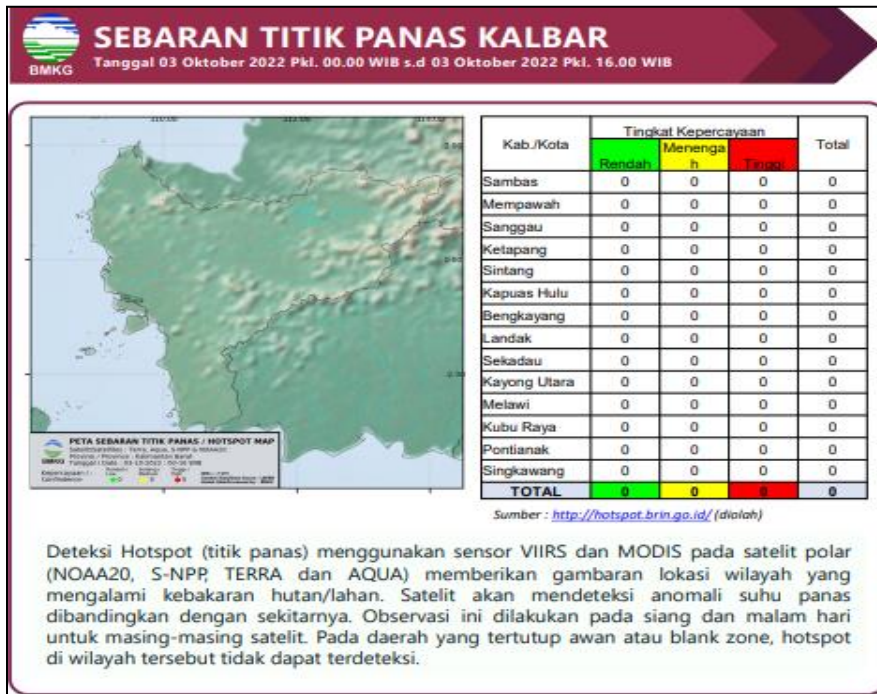 BMKG
SEBARAN TITIK PANAS KALBAR
Tanggal 03 Oktober 2022 Pkl. 00.00 WIB s.d 03 Oktober 2022 Pkl. 16.00 WIB
PETA SEBARAN TITIK PANAS / HOTSPOT MAP
Kab./Kota Tingkat Kepercayaan Total
Rendah Menenga
h Tinggi
Sambas 0 0 0 0
Mempawah 0 0 0 0
Sanggau 0 0 0 0
Ketapang 0 0 0 0
Sintang 0 0 0 0
Kapuas Hulu 0 0 0 0
Bengkayang 0 0 0 0
Landak 0 0 0 0
Sekadau 0 0 0 0
Kayong Utara 0 0 0 0
Melawi 0 0 0 0
Kubu Raya 0 0 0 0
Pontianak 0 0 0 0
Singkawang 0 0 0 0
TOTAL 0 0 0 0
Sumber : http://hotspot.brin.go.id/ (diolah)
Deteksi Hotspot (titik panas) menggunakan sensor VIIRS dan MODIS pada satelit polar
(NOAA20, S-NPP, TERRA dan AQUA) memberikan gambaran lokasi wilayah yang
mengalami kebakaran hutan/lahan. Satelit akan mendeteksi anomali suhu panas
dibandingkan dengan sekitarnya. Observasi ini dilakukan pada siang dan malam hari
untuk masing-masing satelit. Pada daerah yang tertutup awan atau blank zone, hotspot
di wilayah tersebut tidak dapat terdeteksi.